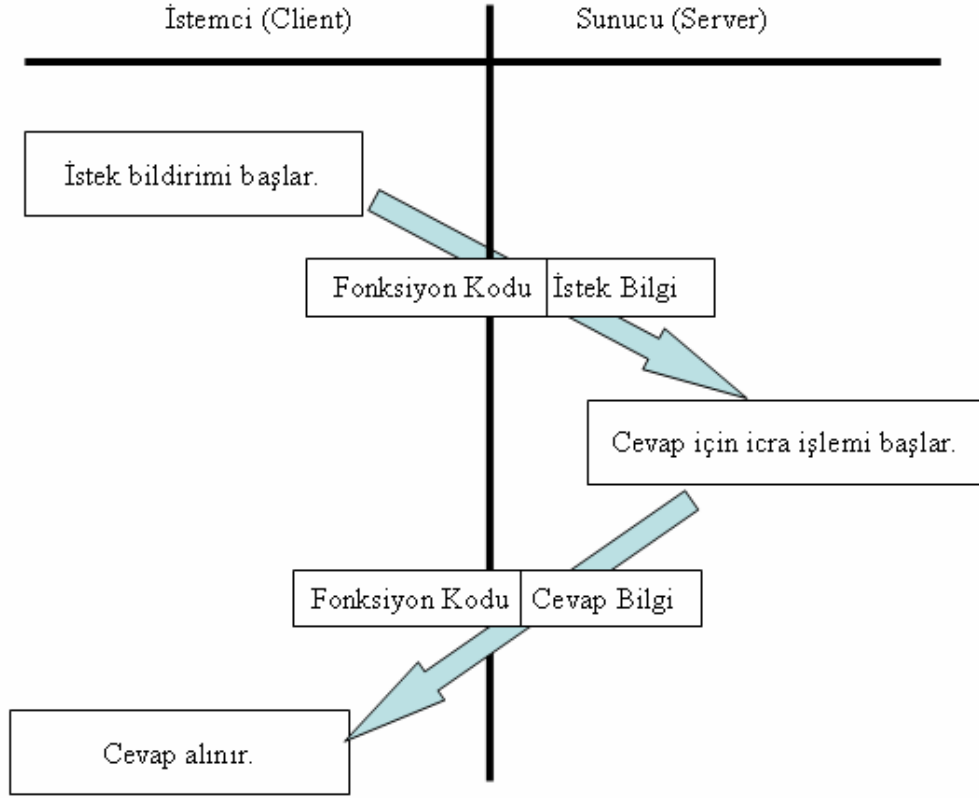 İstemci (Client)
Sunucu (Server)
İstek bildirimi başlar.
Fonksiyon Kodu
İstek Bilgi
Cevap için icra işlemi başlar.
Fonksiyon Kodu
Cevap Bilgi
Cevap alınır.